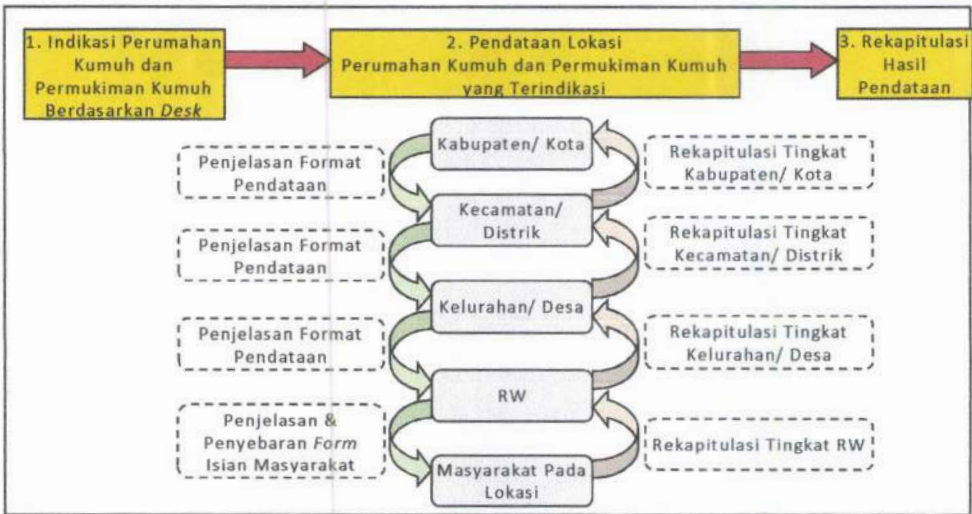 1. Indikasi Perumahan
Kumuh dan
Permukiman Kumuh
Berdasarkan Desk
2. Pendataan Lokasi
Perumahan Kumuh dan Permukiman Kumuh
yang Terindikasi
3. Rekapitulasi
Hasil
Pendataan
Kabupaten/ Kota
Penjelasan Format
Pendataan
Rekapitulasi Tingkat
Kabupaten/ Kota
Kecamatan/
Distrik
Penjelasan Format
Pendataan
Rekapitulasi Tingkat
Kecamatan/ Distrik
Kelurahan/ Desa
Penjelasan Format
Pendataan
Rekapitulasi Tingkat
Kelurahan/ Desa
RW
Penjelasan &
Penyebaran Form
Isian Masyarakat
Rekapitulasi Tingkat RW
Masyarakat Pada
Lokasi